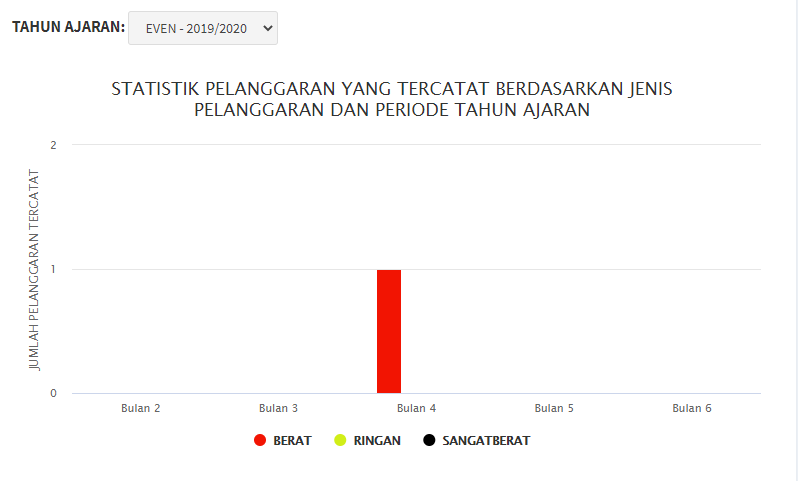 TAHUN AJARAN: EVEN - 2019/2020
STATISTIK PELANGGARAN YANG TERCATAT BERDASARKAN JENIS
PELANGGARAN DAN PERIODE TAHUN AJARAN
JUMLAH PELANGGARAN TERCATAT
2
1
0
Bulan 2 Bulan 3 Bulan 4 Bulan 5 Bulan 6
BERAT RINGAN SANGATBERAT